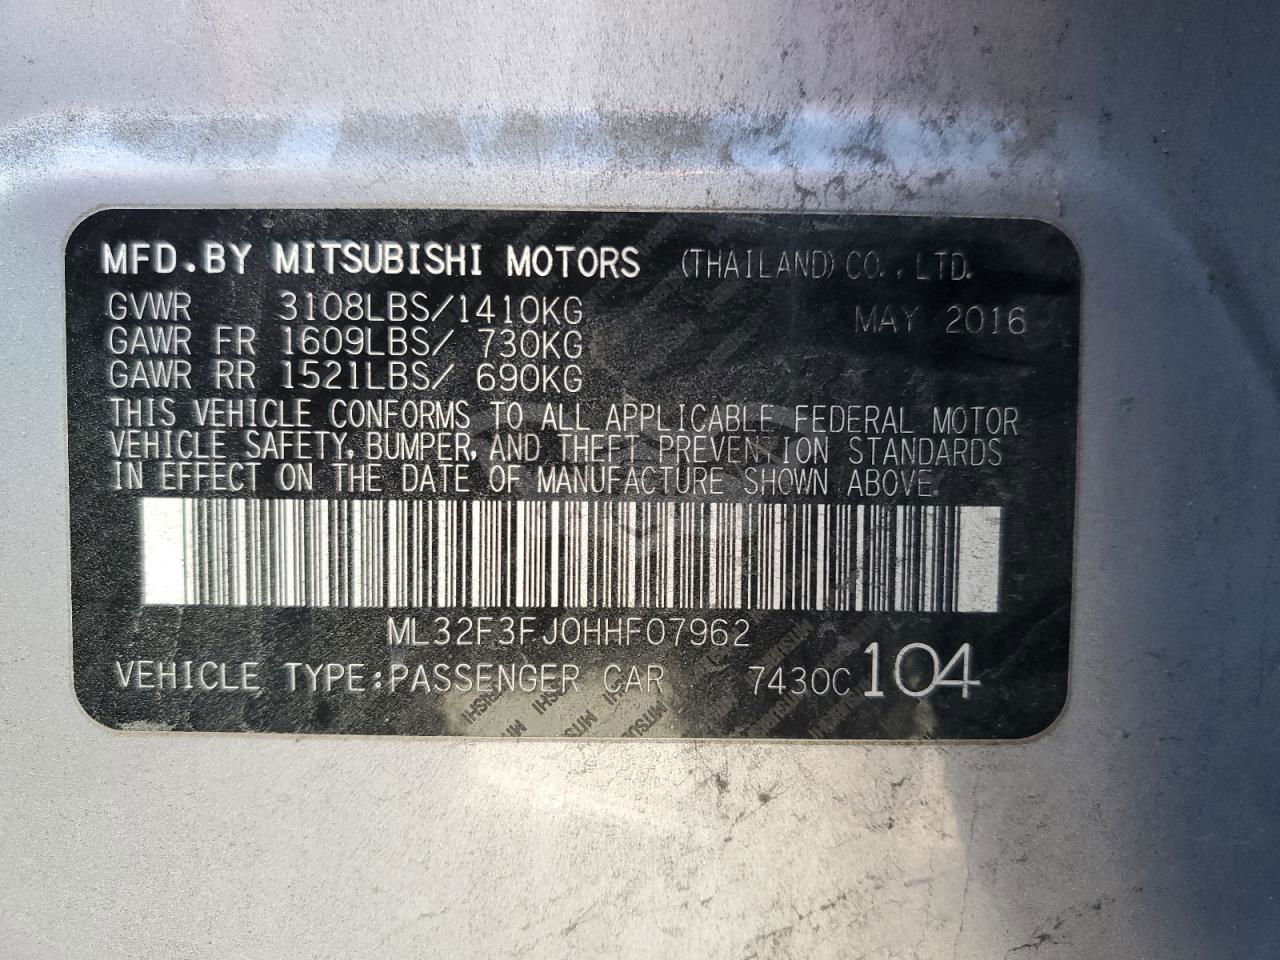 MFD.BY MITSUBISHI MOTORS (THAILAND) CO., LTD.
GVWR 3108LBS/1410KG MAY 2016
GAWR FR 1609LBS/ 730KG
GAWR RR 1521LBS/ 690KG
THIS VEHICLE CONFORMS TO ALL APPLICABLE FEDERAL MOTOR
VEHICLE SAFETY, BUMPER, AND THEFT PREVENTION STANDARDS
IN EFFECT ON THE DATE OF MANUFACTURE SHOWN ABOVE.
ML32F3FJ0HHF07962
VEHICLE TYPE:PASSENGER CAR 7430C 104